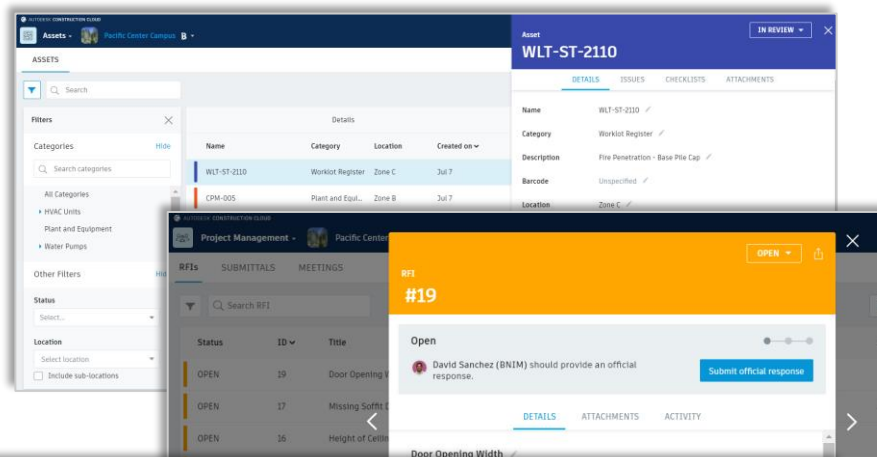 AUTODESK CONSTRUCTION CLOUD
Assets
Pacific Center Campus B
ASSETS
Search
Filters
Categories Hide
Search categories
All Categories
HVAC Units
Plant and Equipment
Water Pumps
Other Filters
Status
Select...
Location
Select location
Include sub-locations
Details
Name Category Location Created on
WLT-ST-2110 Worklot Register Zone C Jul 7
CPM-005 Plant and Equi... Zone B Jul 7
Asset
WLT-ST-2110
IN REVIEW
DETAILS ISSUES CHECKLISTS ATTACHMENTS
Name WLT-ST-2110
Category Worklot Register
Description Fire Penetration - Base Pile Cap
Barcode Unspecified
Location Zone C
AUTODESK CONSTRUCTION CLOUD
Project Management Pacific Center
RFIs SUBMITTALS MEETINGS
Search RFI
Status ID Title
OPEN 19 Door Opening
OPEN 17 Missing Soffit
OPEN 16 Height of
RFI
#19
OPEN
Open
David Sanchez (BNIM) should provide an official
response.
Submit official response
DETAILS ATTACHMENTS ACTIVITY
Door Opening Width